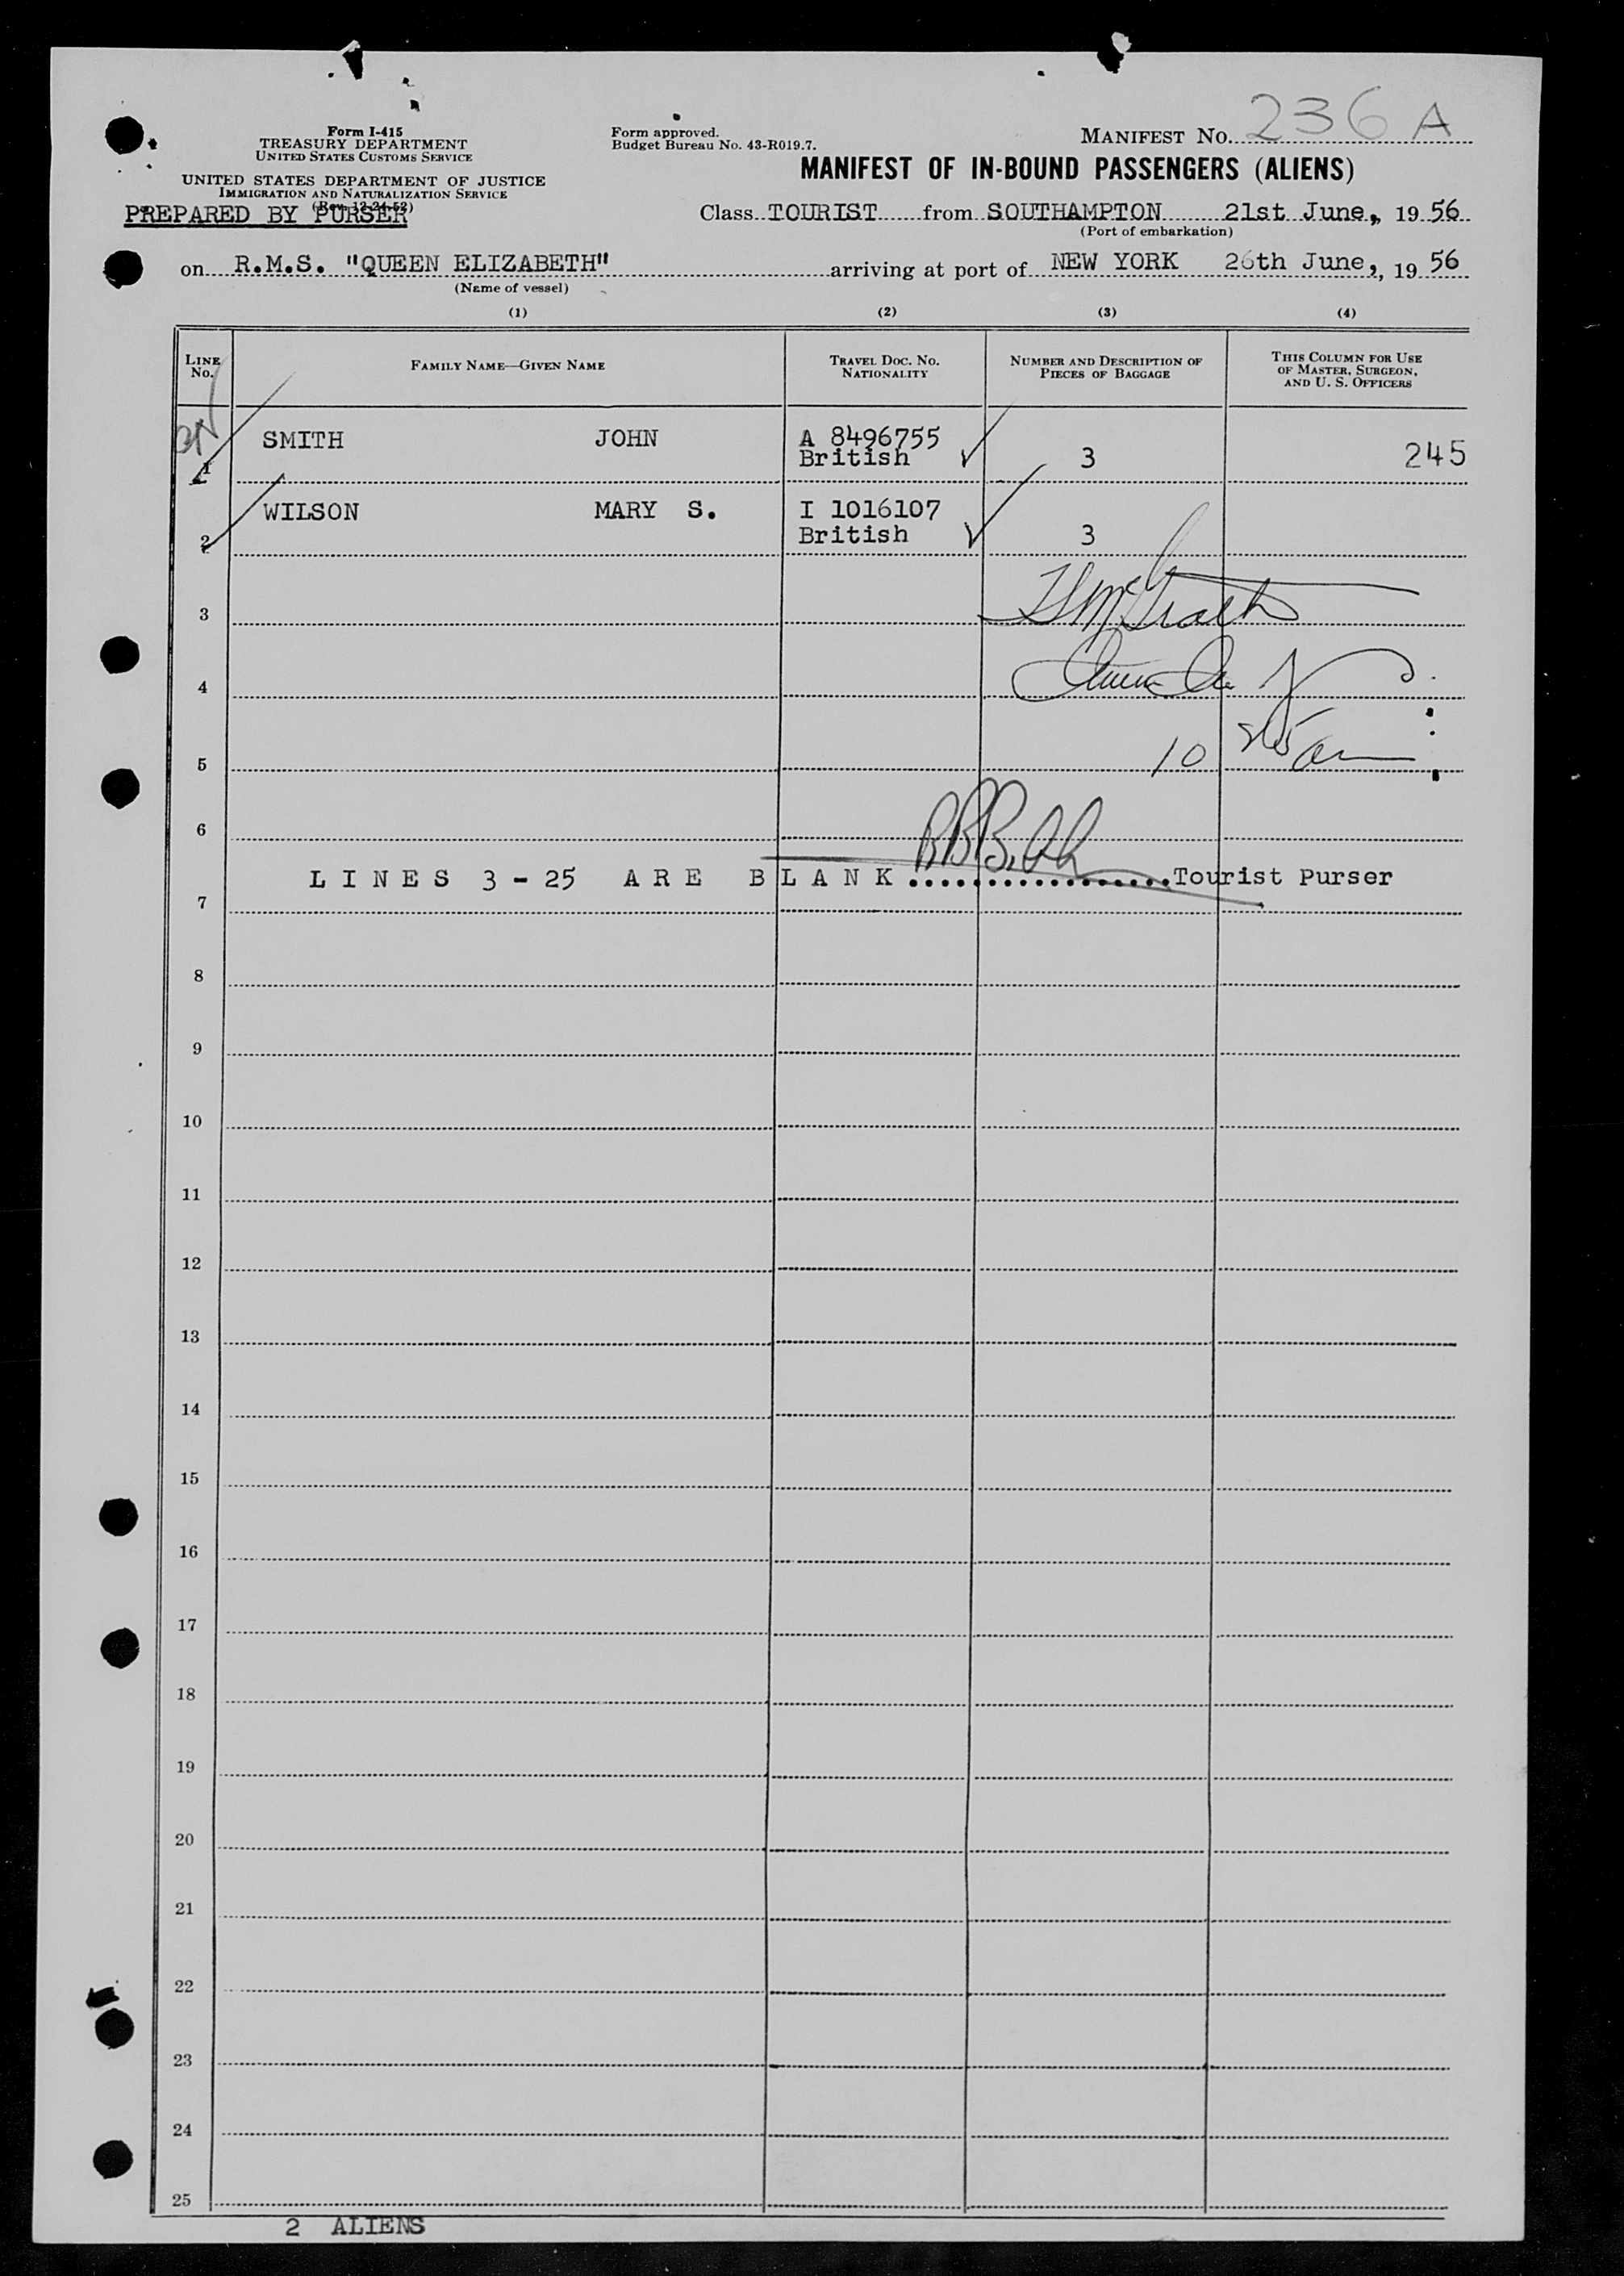 Form I-415
TREASURY DEPARTMENT
UNITED STATES CUSTOMS SERVICE
UNITED STATES DEPARTMENT OF JUSTICE
IMMIGRATION AND NATURALIZATION SERVICE
(Rev. 12-24-52)
PREPARED BY PURSER
Form approved.
Budget Bureau No. 43-R019.7.
MANIFEST NO. 236 A
MANIFEST OF IN-BOUND PASSENGERS (ALIENS)
Class TOURIST from SOUTHAMPTON 21st June, 1956
(Port of embarkation)
on R.M.S. "QUEEN ELIZABETH" arriving at port of NEW YORK 26th June,, 1956
(Name of vessel)
(1) (2) (3) (4)
LINE NO. FAMILY NAME—GIVEN NAME TRAVEL DOC. NO. NATIONALITY NUMBER AND DESCRIPTION OF PIECES OF BAGGAGE THIS COLUMN FOR USE OF MASTER, SURGEON, AND U. S. OFFICERS
1 SMITH JOHN A 8496755 British 3 245
2 WILSON MARY S. I 1016107 British 3
3
4
5 10
6
LINES 3-25 ARE BLANK..................Tourist Purser
7
8
9
10
11
12
13
14
15
16
17
18
19
20
21
22
23
24
25
2 ALIENS